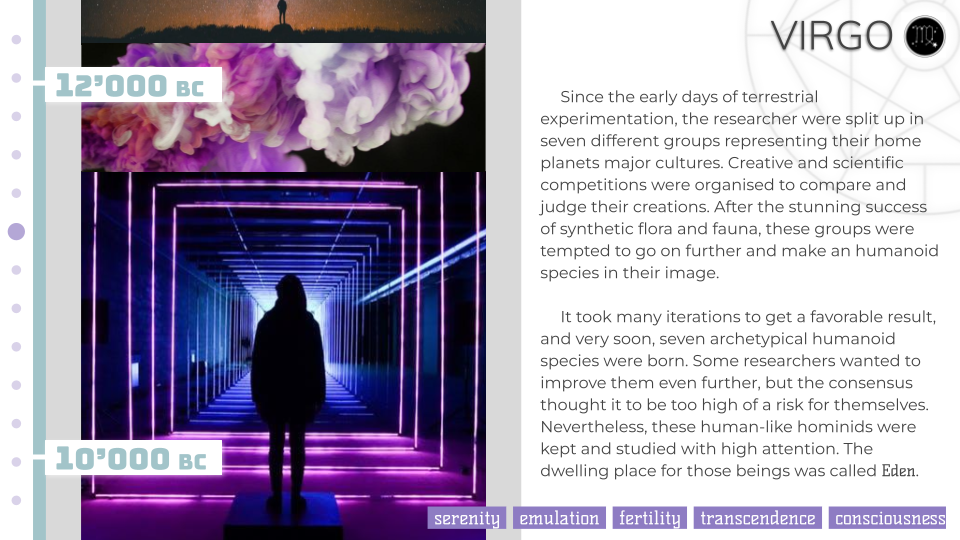 VIRGO
12’000 BC
Since the early days of terrestrial
experimentation, the researcher were split up in
seven different groups representing their home
planets major cultures. Creative and scientific
competitions were organised to compare and
judge their creations. After the stunning success
of synthetic flora and fauna, these groups were
tempted to go on further and make an humanoid
species in their image.
It took many iterations to get a favorable result,
and very soon, seven archetypical humanoid
species were born. Some researchers wanted to
improve them even further, but the consensus
thought it to be too high of a risk for themselves.
Nevertheless, these human-like hominids were
kept and studied with high attention. The
dwelling place for those beings was called Eden.
10’000 BC
serenity emulation fertility transcendence consciousness